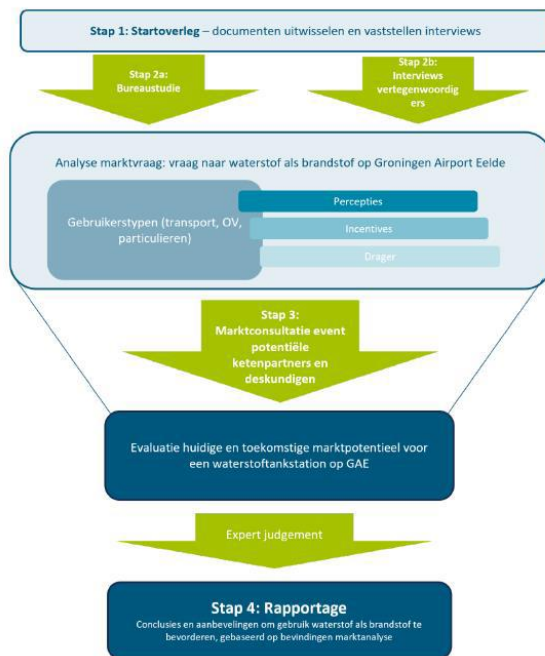 Stap 1: Startoverleg – documenten uitwisselen en vaststellen interviews
Stap 2a:
Bureaustudie
Stap 2b:
Interviews
vertegenwoordig
ers
Analyse marktvraag: vraag naar waterstof als brandstof op Groningen Airport Eelde
Gebruikerstypen (transport, OV,
particulieren)
Percepties
Incentives
Drager
Stap 3:
Marktconsultatie event
potentiële
ketenpartners en
deskundigen
Evaluatie huidige en toekomstige marktpotentieel voor
een waterstoftankstation op GAE
Expert judgement
Stap 4: Rapportage
Conclusies en aanbevelingen om gebruik waterstof als brandstof te
bevorderen, gebaseerd op bevindingen marktanalyse